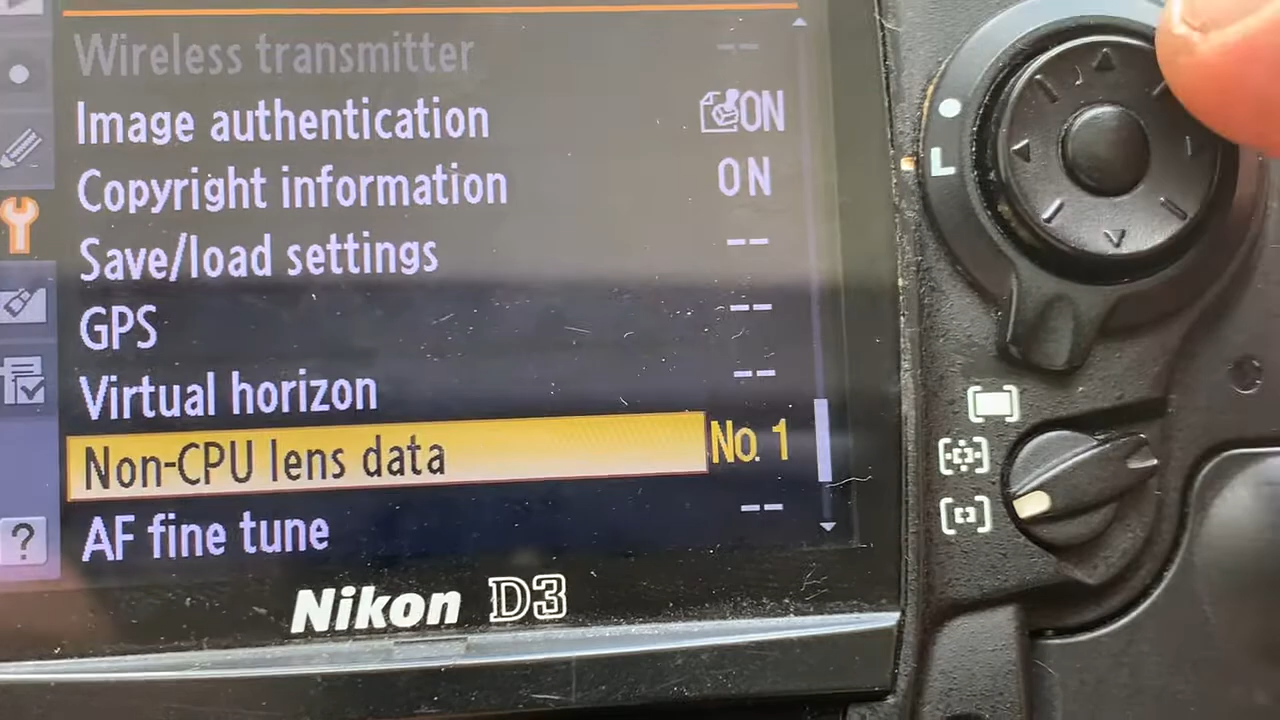 Wireless transmitter --
Image authentication ON
Copyright information ON
Save/load settings --
GPS --
Virtual horizon --
Non-CPU lens data No. 1
AF fine tune --
?
Nikon D3
L